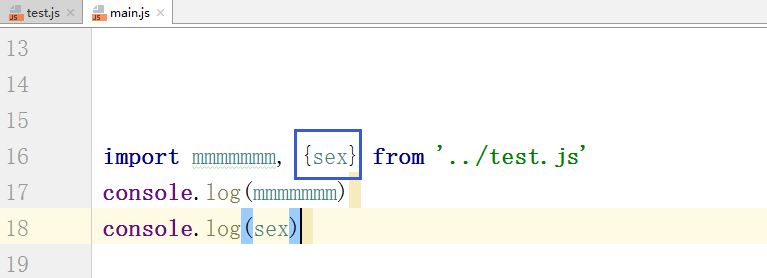 test.js × main.js ×
13
14
15
16 import mmmmmmm, {sex} from '../test.js'
17 console.log(mmmmmmm)
18 console.log(sex)
19